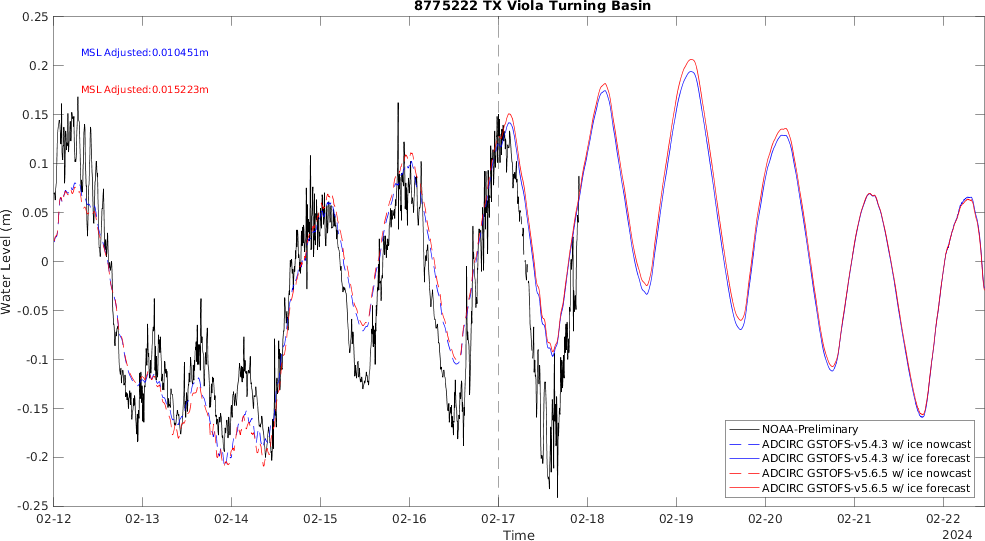 8775222 TX Viola Turning Basin
MSL Adjusted:0.010451m
MSL Adjusted:0.015223m
Water Level (m)
0.25
0.2
0.15
0.1
0.05
0
-0.05
-0.1
-0.15
-0.2
-0.25
NOAA-Preliminary
ADCIRC GSTOFS-v5.4.3 w/ ice nowcast
ADCIRC GSTOFS-v5.4.3 w/ ice forecast
ADCIRC GSTOFS-v5.6.5 w/ ice nowcast
ADCIRC GSTOFS-v5.6.5 w/ ice forecast
02-12 02-13 02-14 02-15 02-16 02-17 02-18 02-19 02-20 02-21 02-22
Time
2024